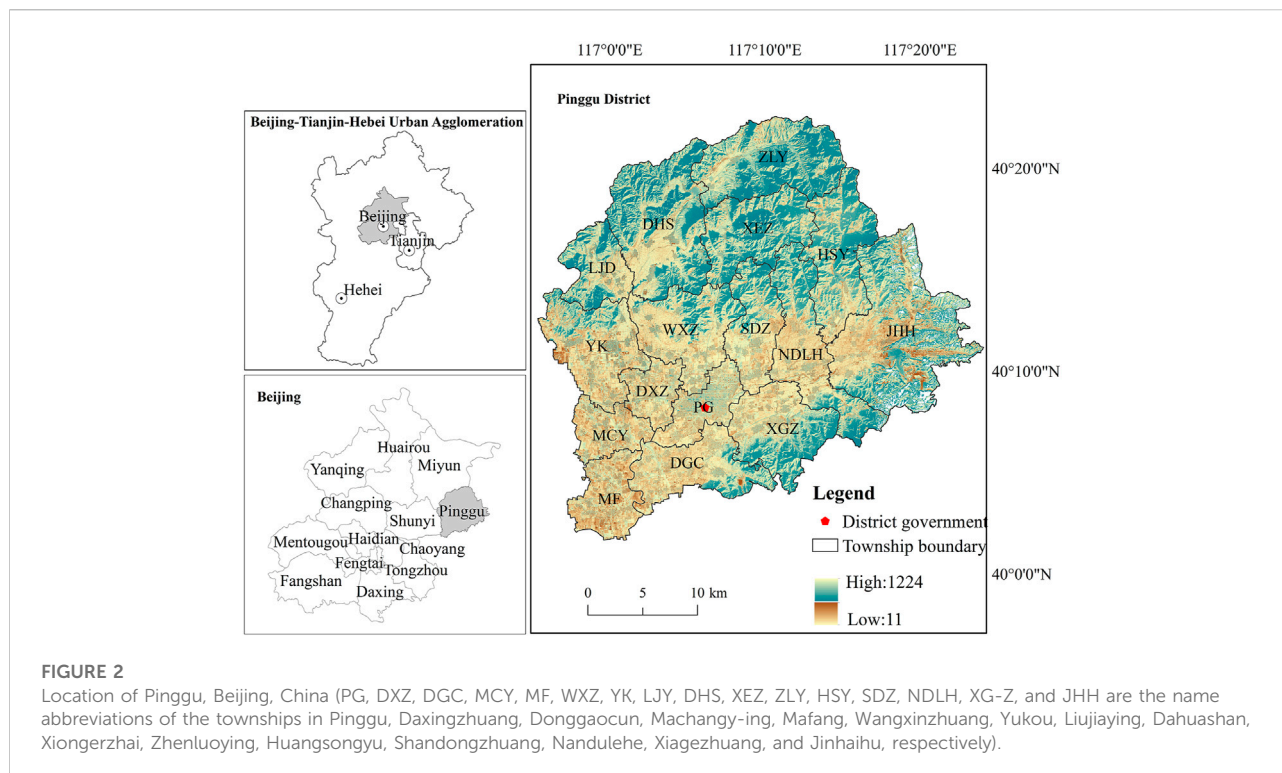 117°0'0"E
117°10'0"E
117°20'0"E
Beijing-Tianjin-Hebei Urban Agglomeration
Beijing
Tianjin
Hehei
Beijing
Huairou
Yanqing
Miyun
Changping
Pinggu
Shunyi
Mentougou
Haidian
Chaoyang
Fengtai
Tongzhou
Fangshan
Daxing
Pinggu District
ZLY
DHS
XEZ
HSY
LJD
WXZ
SDZ
JHH
YK
NDLH
DXZ
PG
XGZ
MCY
DGC
MF
40°20'0"N
40°10'0"N
40°0'0"N
Legend
District government
Township boundary
High:1224
Low:11
0 5 10 km
FIGURE 2
Location of Pinggu, Beijing, China (PG, DXZ, DGC, MCY, MF, WXZ, YK, LJY, DHS, XEZ, ZLY, HSY, SDZ, NDLH, XG-Z, and JHH are the name
abbreviations of the townships in Pinggu, Daxingzhuang, Donggaocun, Machangy-ing, Mafang, Wangxinzhuang, Yukou, Liujiaying, Dahuashan,
Xiongerzhai, Zhenluoying, Huangsongyu, Shandongzhuang, Nandulehe, Xiagezhuang, and Jinhaihu, respectively).